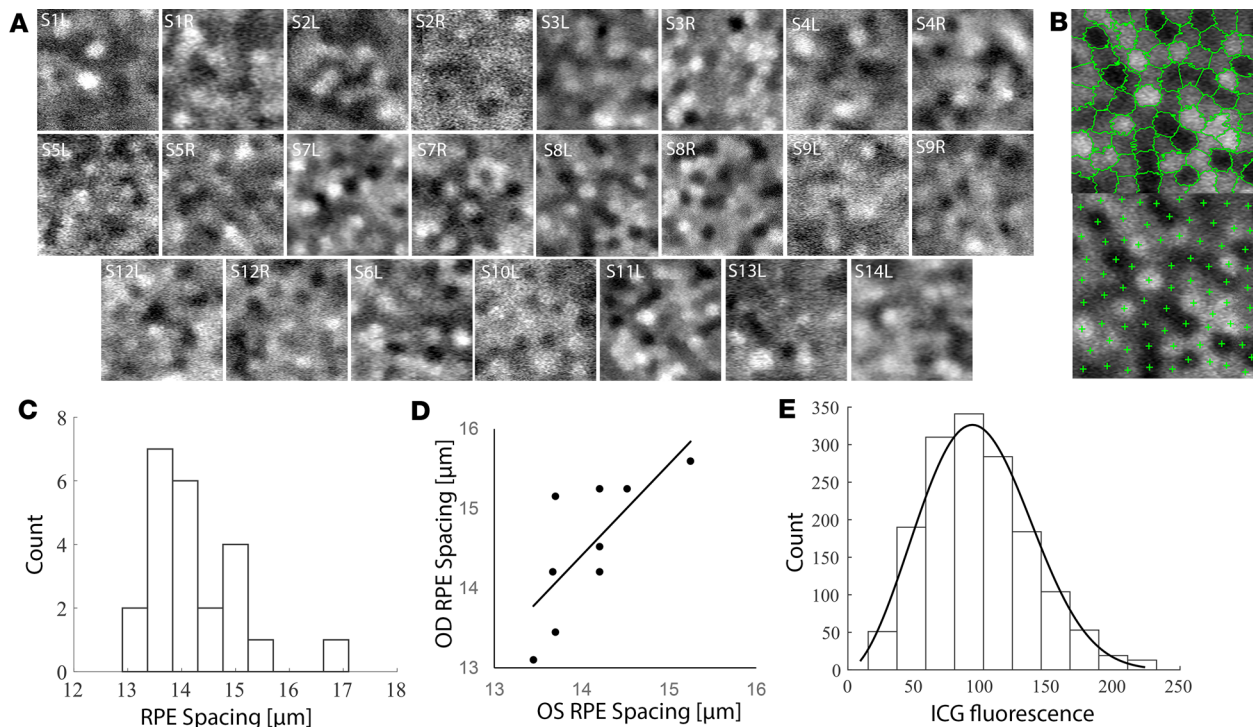 A
S1L S1R S2L S2R S3L S3R S4L S4R
B
S5L S5R S7L S7R S8L S8R S9L S9R
S12L S12R S6L S10L S11L S13L S14L
C
8
6
4
2
0
Count
12 13 14 15 16 17 18
RPE Spacing [μm]
D
16
15
14
13
OD RPE Spacing [μm]
13 14 15 16
OS RPE Spacing [μm]
E
350
300
250
200
150
100
50
0
Count
0 50 100 150 200 250
ICG fluorescence